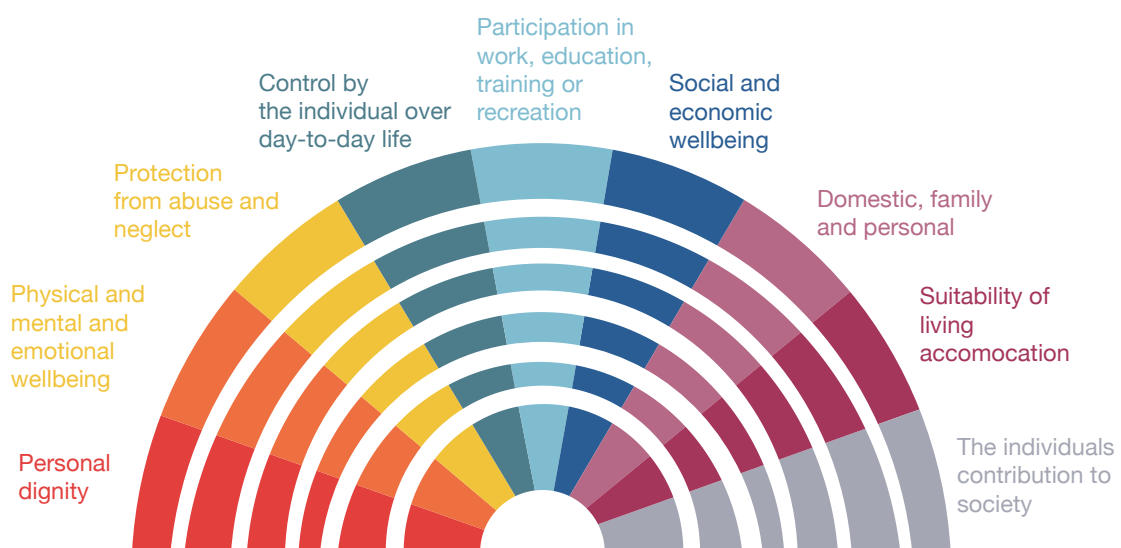 Personal
dignity
Physical and
mental and
emotional
wellbeing
Protection
from abuse and
neglect
Control by
the individual over
day-to-day life
Participation in
work, education,
training or
recreation
Social and
economic
wellbeing
Domestic, family
and personal
Suitability of
living
accomocation
The individuals
contribution to
society